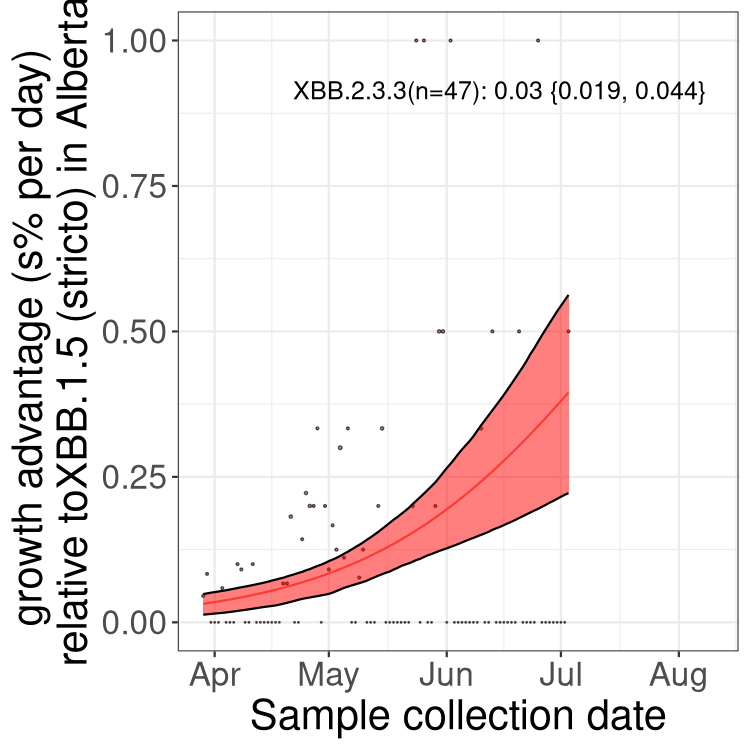 growth advantage (s% per day)
relative toXBB.1.5 (stricto) in Alberta
1.00
0.75
0.50
0.25
0.00
XBB.2.3.3(n=47): 0.03 {0.019, 0.044}
Apr May Jun Jul Aug
Sample collection date